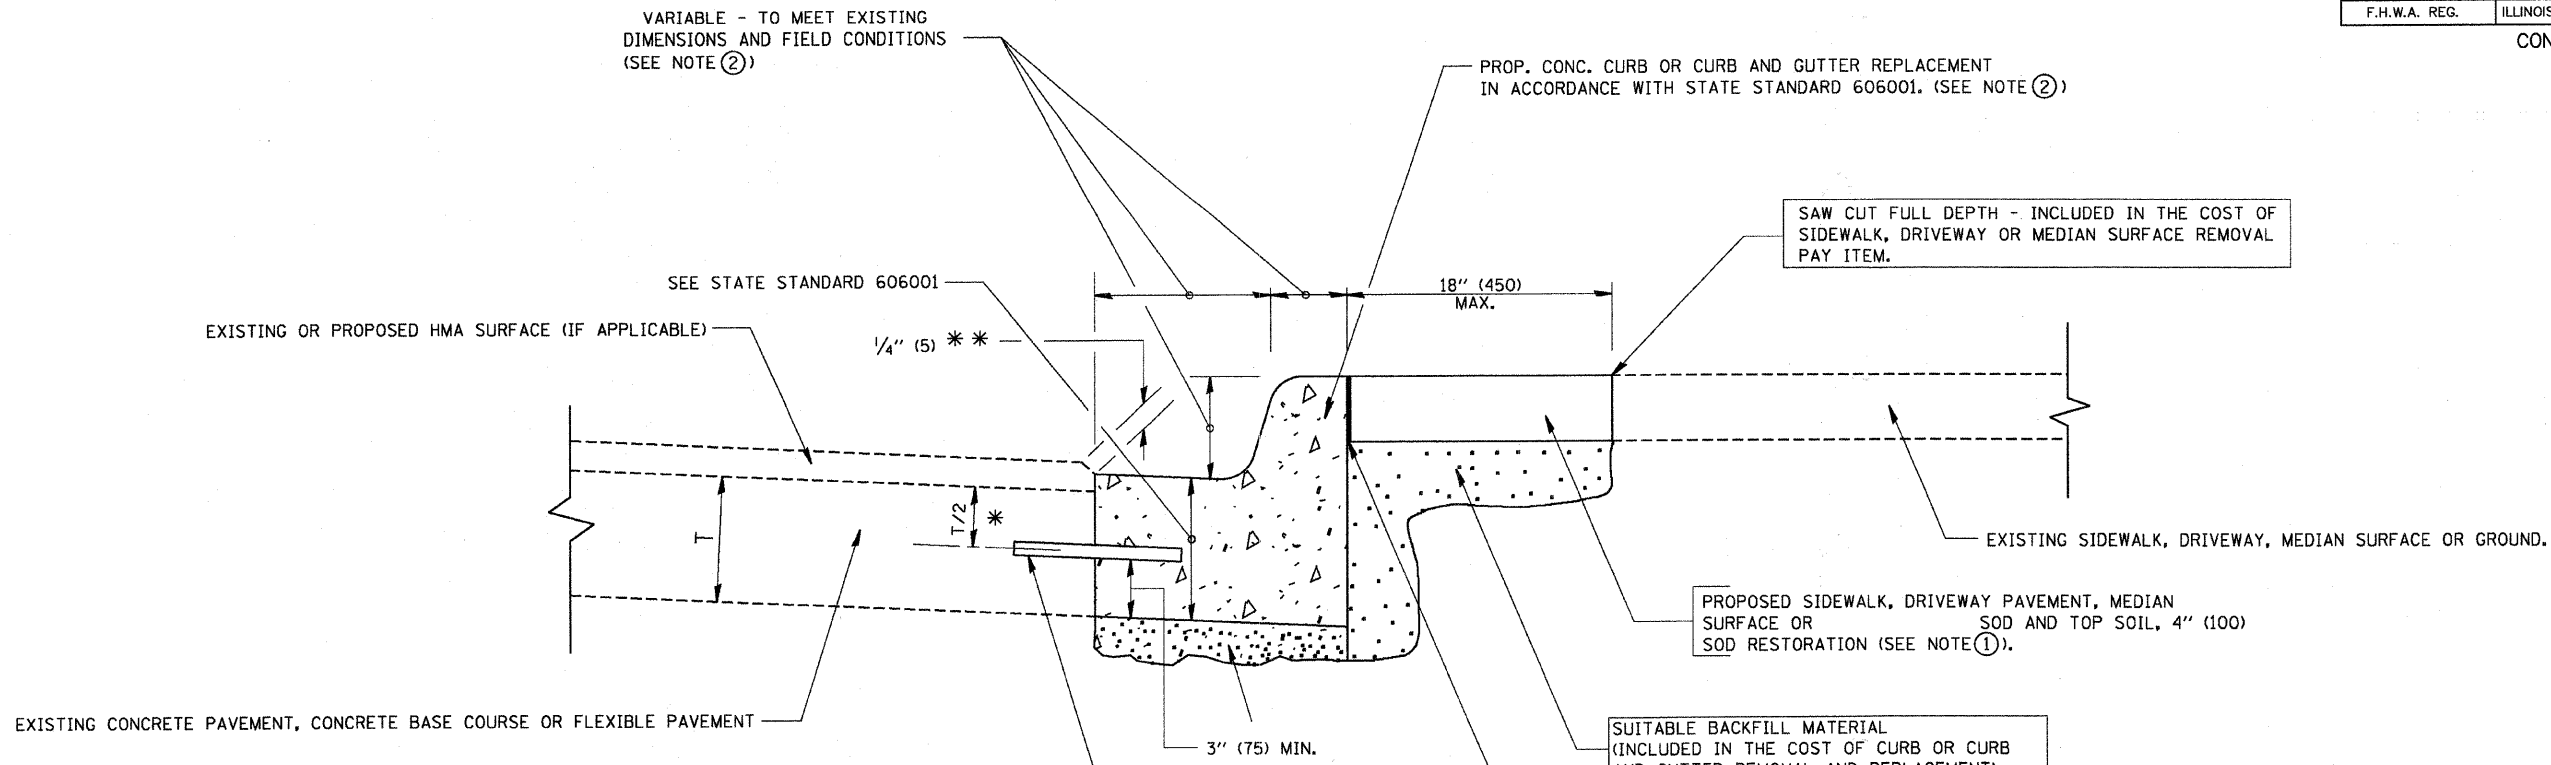 F.H.W.A. REG.
VARIABLE - TO MEET EXISTING
DIMENSIONS AND FIELD CONDITIONS
(SEE NOTE ②)
PROP. CONC. CURB OR CURB AND GUTTER REPLACEMENT
IN ACCORDANCE WITH STATE STANDARD 606001. (SEE NOTE ②)
SAW CUT FULL DEPTH - INCLUDED IN THE COST OF
SIDEWALK, DRIVEWAY OR MEDIAN SURFACE REMOVAL
PAY ITEM.
SEE STATE STANDARD 606001
18" (450)
MAX.
EXISTING OR PROPOSED HMA SURFACE (IF APPLICABLE)
1/4" (5) * *
T
T/2 *
EXISTING SIDEWALK, DRIVEWAY, MEDIAN SURFACE OR GROUND.
PROPOSED SIDEWALK, DRIVEWAY PAVEMENT, MEDIAN
SURFACE OR SOD AND TOP SOIL, 4" (100)
SOD RESTORATION (SEE NOTE ①).
EXISTING CONCRETE PAVEMENT, CONCRETE BASE COURSE OR FLEXIBLE PAVEMENT
3" (75) MIN.
SUITABLE BACKFILL MATERIAL
(INCLUDED IN THE COST OF CURB OR CURB